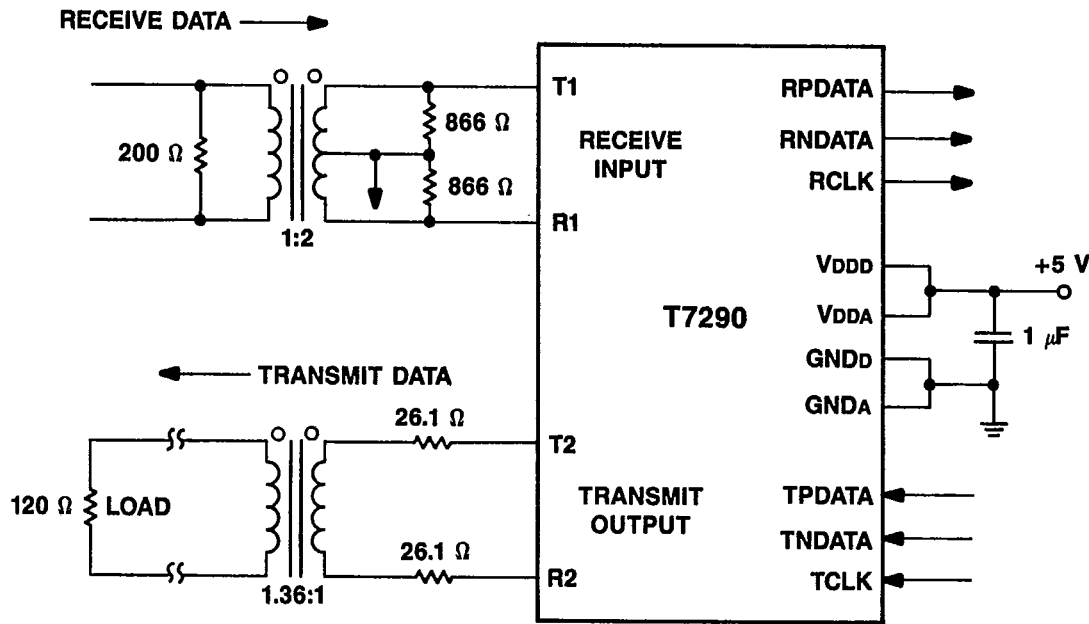 RECEIVE DATA
T1
RPDATA
866 Ω
RECEIVE
INPUT
RNDATA
200 Ω
866 Ω
RCLK
R1
1:2
VDDD
+5 V
T7290
VDDA
1 μF
TRANSMIT DATA
GNDD
26.1 Ω
GNDA
T2
120 Ω
LOAD
TRANSMIT
OUTPUT
TPDATA
26.1 Ω
TNDATA
R2
TCLK
1.36:1